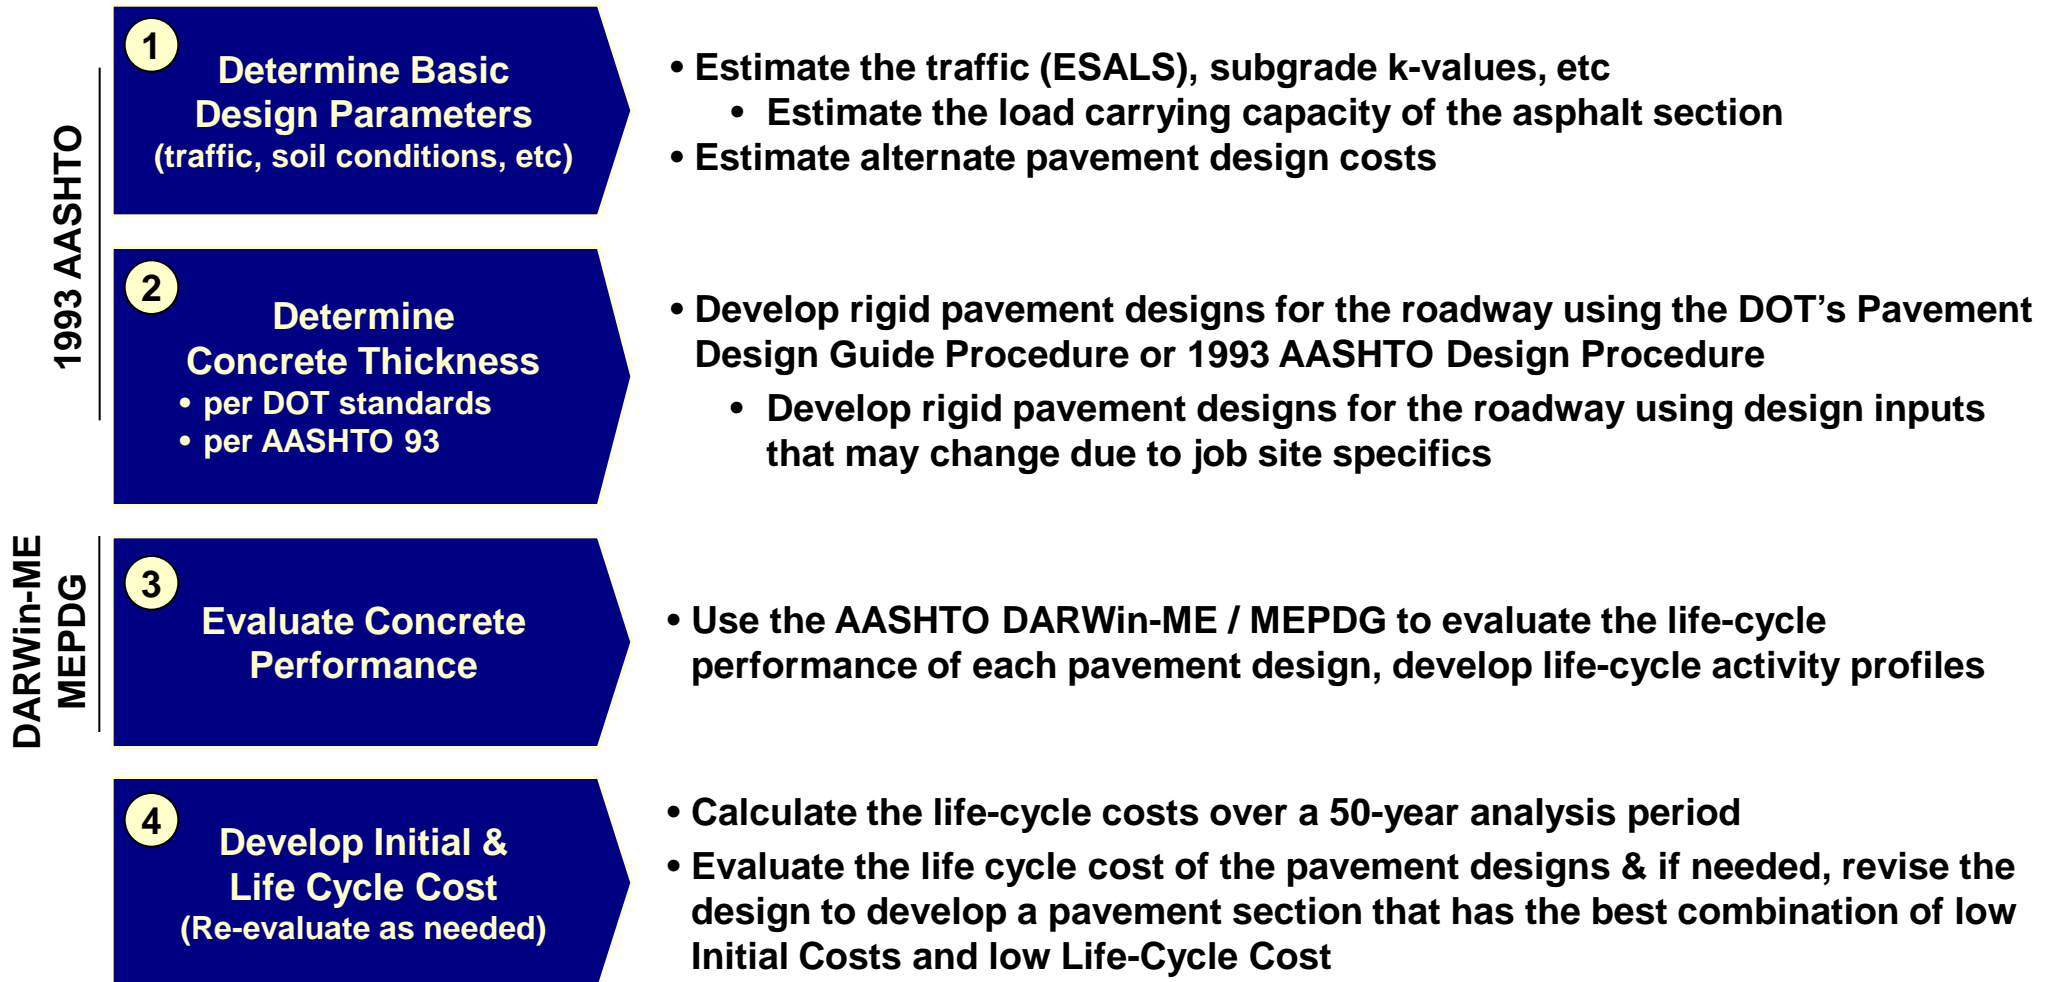 1993 AASHTO
1
Determine Basic
Design Parameters
(traffic, soil conditions, etc)
• Estimate the traffic (ESALS), subgrade k-values, etc
• Estimate the load carrying capacity of the asphalt section
• Estimate alternate pavement design costs
2
Determine
Concrete Thickness
• per DOT standards
• per AASHTO 93
• Develop rigid pavement designs for the roadway using the DOT’s Pavement
Design Guide Procedure or 1993 AASHTO Design Procedure
• Develop rigid pavement designs for the roadway using design inputs
that may change due to job site specifics
DARWin-ME
MEPDG
3
Evaluate Concrete
Performance
• Use the AASHTO DARWin-ME / MEPDG to evaluate the life-cycle
performance of each pavement design, develop life-cycle activity profiles
4
Develop Initial &
Life Cycle Cost
(Re-evaluate as needed)
• Calculate the life-cycle costs over a 50-year analysis period
• Evaluate the life cycle cost of the pavement designs & if needed, revise the
design to develop a pavement section that has the best combination of low
Initial Costs and low Life-Cycle Cost